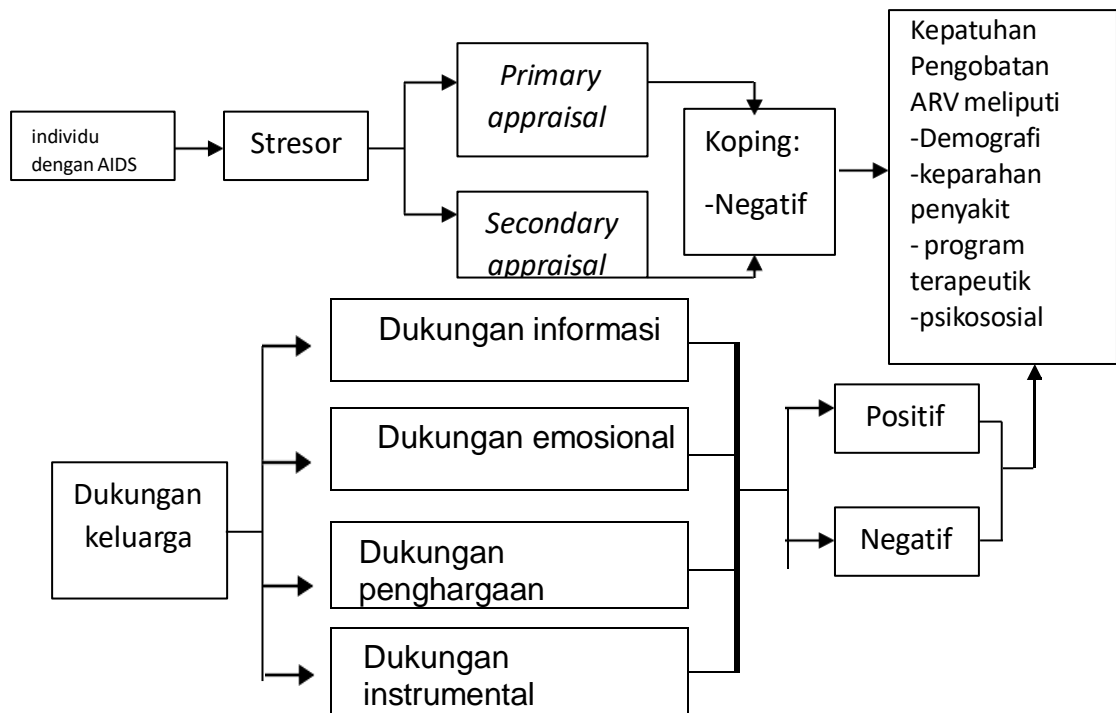 individu
dengan AIDS
Stresor
Primary
appraisal
Secondary
appraisal
Koping:
-Negatif
Kepatuhan
Pengobatan
ARV meliputi
-Demografi
-keparahan
penyakit
- program
terapeutik
-psikososial
Dukungan
keluarga
Dukungan informasi
Dukungan emosional
Dukungan
penghargaan
Dukungan
instrumental
Positif
Negatif